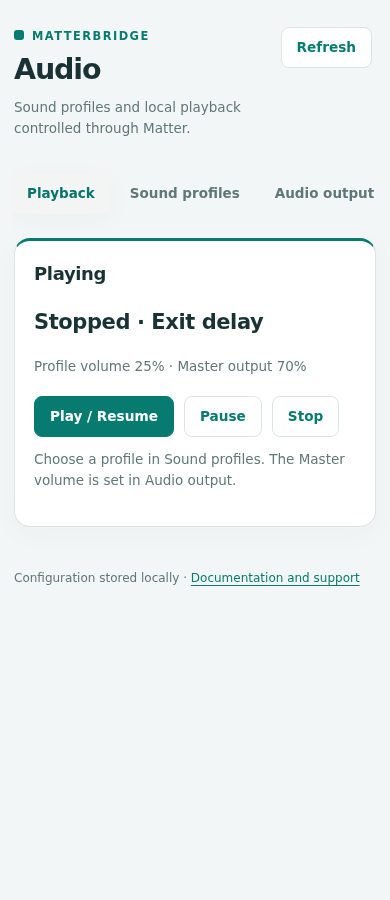 MATTERBRIDGE
Audio
Refresh
Sound profiles and local playback
controlled through Matter.
Playback
Sound profiles
Audio output
Playing
Stopped · Exit delay
Profile volume 25% · Master output 70%
Play / Resume
Pause
Stop
Choose a profile in Sound profiles. The Master
volume is set in Audio output.
Configuration stored locally · Documentation and support